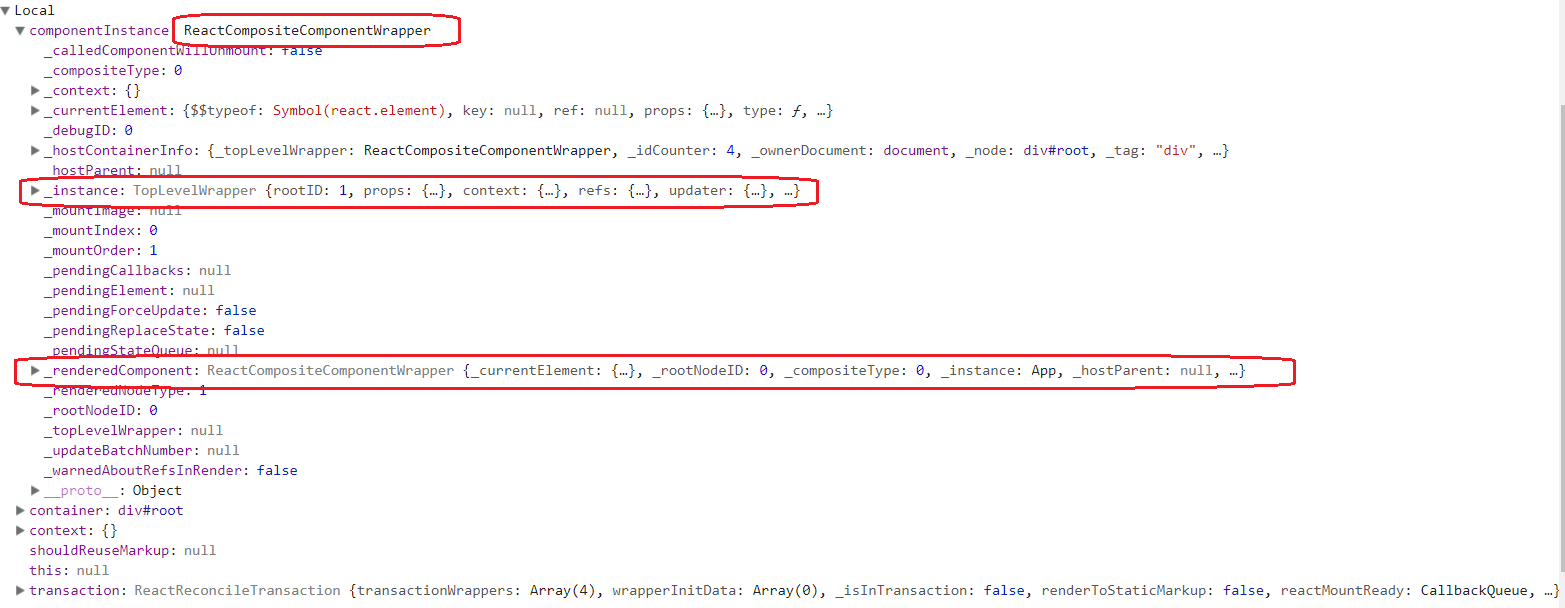 ▼ Local
▼ componentInstance: ReactCompositeComponentWrapper
_calledComponentWillUnmount: false
_compositeType: 0
▶ _context: {}
▶ _currentElement: {$$typeof: Symbol(react.element), key: null, ref: null, props: {…}, type: ƒ, …}
_debugID: 0
▶ _hostContainerInfo: {_topLevelWrapper: ReactCompositeComponentWrapper, _idCounter: 4, _ownerDocument: document, _node: div#root, _tag: "div", …}
_hostParent: null
▶ _instance: TopLevelWrapper {rootID: 1, props: {…}, context: {…}, refs: {…}, updater: {…}, …}
_mountImage: null
_mountIndex: 0
_mountOrder: 1
_pendingCallbacks: null
_pendingElement: null
_pendingForceUpdate: false
_pendingReplaceState: false
_pendingStateQueue: null
▶ _renderedComponent: ReactCompositeComponentWrapper {_currentElement: {…}, _rootNodeID: 0, _compositeType: 0, _instance: App, _hostParent: null, …}
_renderedNodeType: 1
_rootNodeID: 0
_topLevelWrapper: null
_updateBatchNumber: null
_warnedAboutRefsInRender: false
▶ __proto__: Object
▶ container: div#root
▶ context: {}
shouldReuseMarkup: null
this: null
▶ transaction: ReactReconcileTransaction {transactionWrappers: Array(4), wrapperInitData: Array(0), _isInTransaction: false, renderToStaticMarkup: false, reactMountReady: CallbackQueue, …}